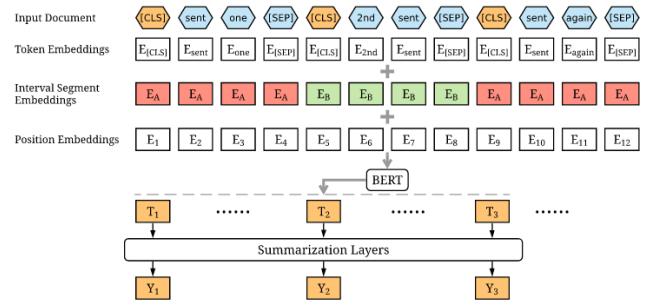 Input Document [CLS] sent one [SEP] [CLS] 2nd sent [SEP] [CLS] sent again [SEP]
Token Embeddings E[CLS] Esent Eone E[SEP] E[CLS] E2nd Esent E[SEP] E[CLS] Esent Eagain E[SEP]
+
Interval Segment
Embeddings EA EA EA EA EB EB EB EB EA EA EA EA
+
Position Embeddings E1 E2 E3 E4 E5 E6 E7 E8 E9 E10 E11 E12
BERT
T1 ...... T2 ...... T3 ......
Summarization Layers
Y1 Y2 Y3